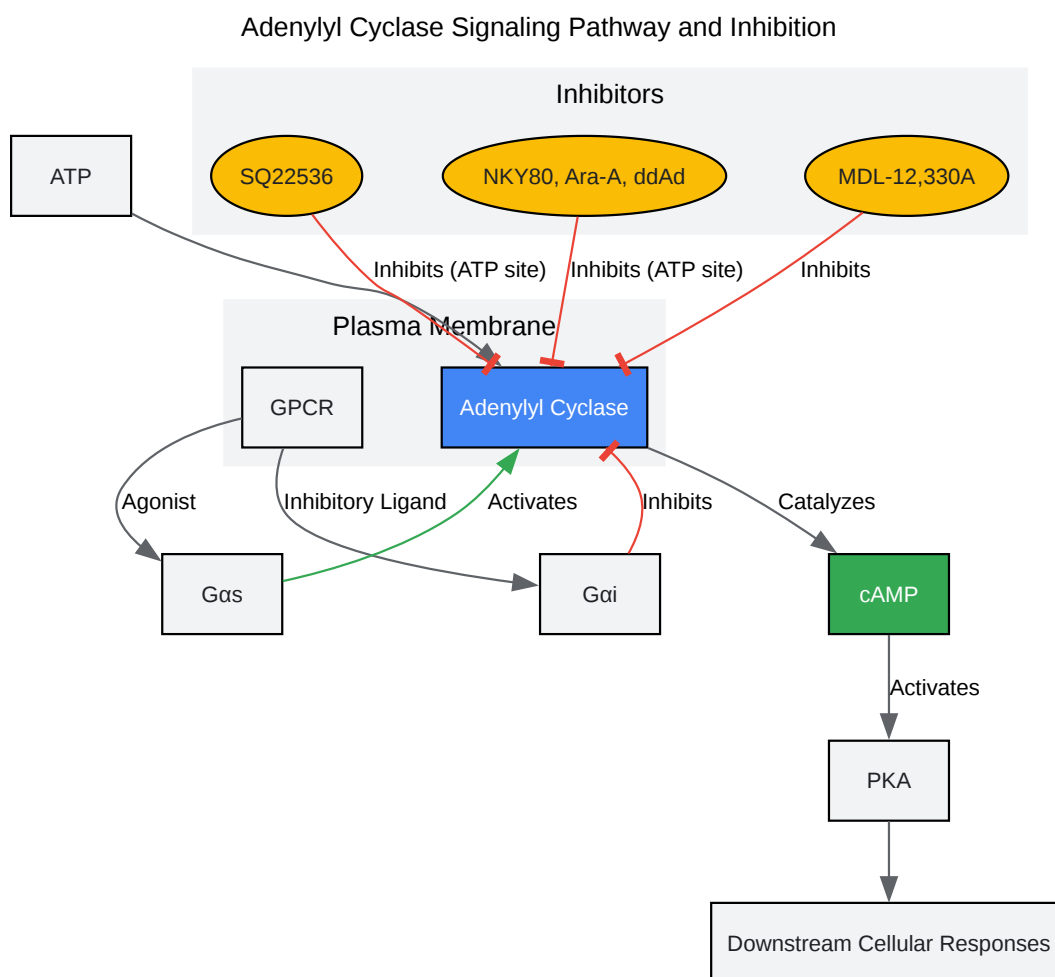 Adenylyl Cyclase Signaling Pathway and Inhibition
Inhibitors
ATP
SQ22536
NKY80, Ara-A, ddAd
MDL-12,330A
Inhibits (ATP site)
Inhibits (ATP site)
Inhibits
Plasma Membrane
GPCR
Adenylyl Cyclase
Agonist
Inhibitory Ligand
Activates
Inhibits
Catalyzes
Gαs
Gαi
cAMP
Activates
PKA
Downstream Cellular Responses